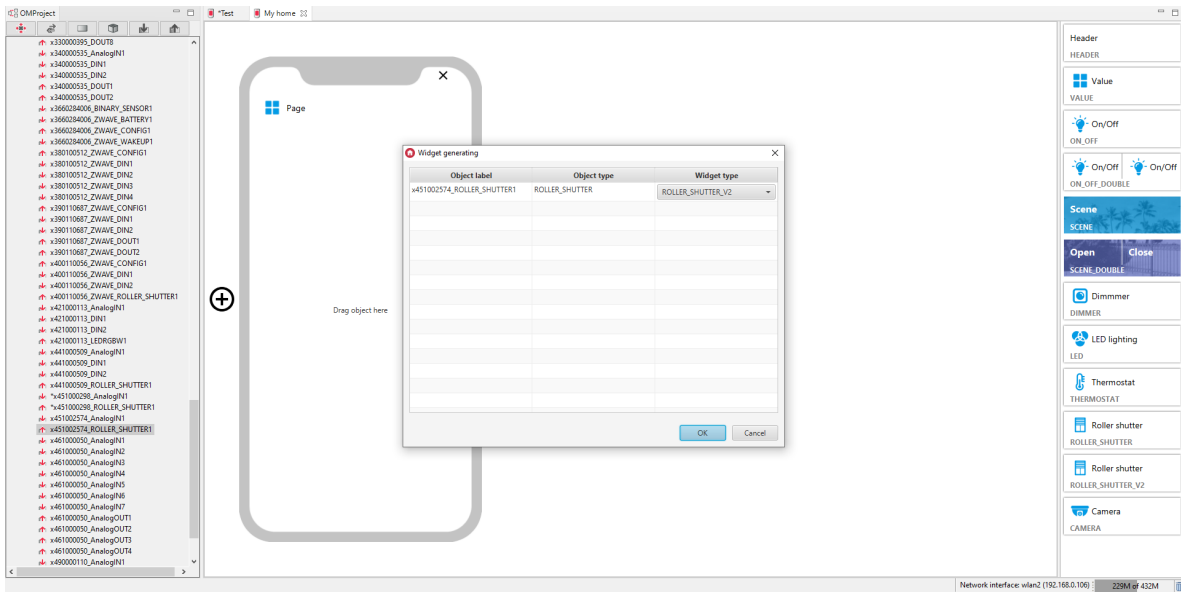 OMProject
*Test
My home
x330000395_DOUT8
x340000535_AnalogIN1
x340000535_DIN1
x340000535_DIN2
x340000535_DOUT1
x340000535_DOUT2
x3660284006_BINARY_SENSOR1
x3660284006_ZWAVE_BATTERY1
x3660284006_ZWAVE_CONFIG1
x3660284006_ZWAVE_WAKEUP1
x380100512_ZWAVE_CONFIG1
x380100512_ZWAVE_DIN1
x380100512_ZWAVE_DIN2
x380100512_ZWAVE_DIN3
x380100512_ZWAVE_DIN4
x390110687_ZWAVE_CONFIG1
x390110687_ZWAVE_DIN1
x390110687_ZWAVE_DIN2
x390110687_ZWAVE_DOUT1
x390110687_ZWAVE_DOUT2
x400110056_ZWAVE_CONFIG1
x400110056_ZWAVE_DIN1
x400110056_ZWAVE_DIN2
x400110056_ZWAVE_ROLLER_SHUTTER1
x421000113_AnalogIN1
x421000113_DIN1
x421000113_DIN2
x421000113_LEDRGBW1
x441000509_AnalogIN1
x441000509_DIN1
x441000509_DIN2
x441000509_ROLLER_SHUTTER1
*x451000298_AnalogIN1
*x451000298_ROLLER_SHUTTER1
x451002574_AnalogIN1
x451002574_ROLLER_SHUTTER1
x461000050_AnalogIN1
x461000050_AnalogIN2
x461000050_AnalogIN3
x461000050_AnalogIN4
x461000050_AnalogIN5
x461000050_AnalogIN6
x461000050_AnalogIN7
x461000050_AnalogOUT1
x461000050_AnalogOUT2
x461000050_AnalogOUT3
x461000050_AnalogOUT4
x490000110_AnalogIN1
Page
Drag object here
Widget generating
Object label Object type Widget type
x451002574_ROLLER_SHUTTER1 ROLLER_SHUTTER ROLLER_SHUTTER_V2
OK Cancel
Header
HEADER
Value
VALUE
On/Off
ON_OFF
On/Off On/Off
ON_OFF_DOUBLE
Scene
SCENE
Open Close
SCENE_DOUBLE
Dimmmer
DIMMER
LED lighting
LED
Thermostat
THERMOSTAT
Roller shutter
ROLLER_SHUTTER
Roller shutter
ROLLER_SHUTTER_V2
Camera
CAMERA
Network interface: wlan2 (192.168.0.106) 229M of 432M